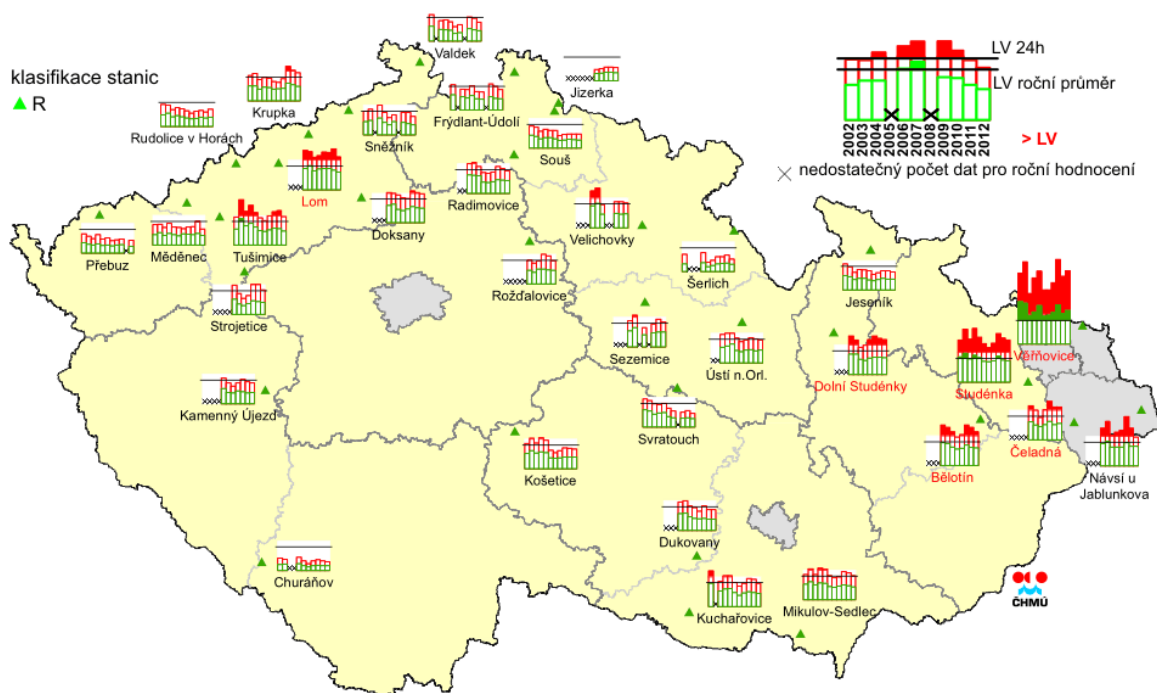 klasifikace stanic
R
LV 24h
LV roční průměr
2002
2003
2004
2005
2006
2007
2008
2009
2010
2011
2012
> LV
nedostatečný počet dat pro roční hodnocení
Valdek
Jizerka
Krupka
Rudolice v Horách
Frýdlant-Údolí
Sněžník
Souš
Lom
Radimovice
Doksany
Velichovky
Přebuz
Měděnec
Tušimice
Šerlich
Rožďalovice
Jeseník
Strojetice
Sezemice
Ústí n.Orl.
Dolní Studénky
Studénka
Věřňovice
Kamenný Újezd
Svratouch
Čeladná
Košetice
Bělotín
Návsí u
Jablunkova
Dukovany
Churáňov
Kuchařovice
Mikulov-Sedlec
ČHMÚ